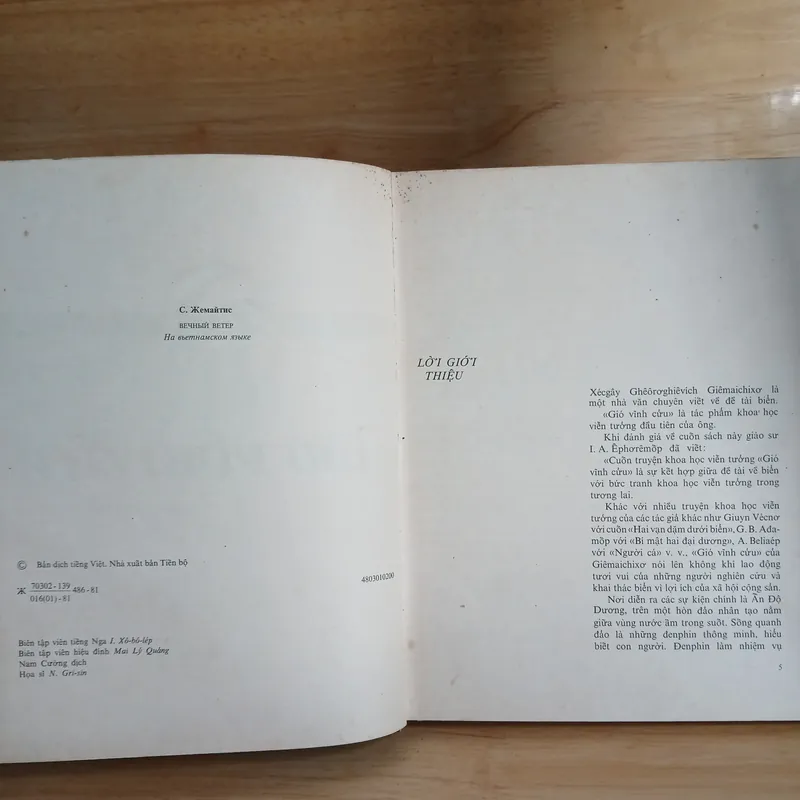 С. Жемайтис
ВЕЧНЫЙ ВЕТЕР
На вьетнамском языке
© Bản dịch tiếng Việt. Nhà xuất bản Tiến bộ
4803010200
Ж 70302-139 486-81
016(01)-81
Biên tập viên tiếng Nga I. Xô-bô-lép
Biên tập viên hiệu đính Mai Lý Quảng
Nam Cường dịch
Họa sĩ N. Gri-sin
LỜI GIỚI
THIỆU
Xécgây Ghêôrơghiêvích Giêmaichixơ là
một nhà văn chuyên viết về đề tài biển.
«Gió vĩnh cửu» là tác phẩm khoa học
viễn tưởng đầu tiên của ông.
Khi đánh giá về cuốn sách này giáo sư
I. A. Êphơrêmốp đã viết:
«Cuốn truyện khoa học viễn tưởng «Gió
vĩnh cửu» là sự kết hợp giữa đề tài về biển
với bức tranh khoa học viễn tưởng trong
tương lai.
Khác với nhiều truyện khoa học viễn
tưởng của các tác giả khác như Giuyn Vécnơ
với cuốn «Hai vạn dặm dưới biển», G. B. Ađa-
mốp với «Bí mật hai đại dương», A. Bêliaép
với «Người cá» v. v., «Gió vĩnh cửu» của
Giêmaichixơ nói lên không khí lao động
tươi vui của những người nghiên cứu và
khai thác biển vì lợi ích của xã hội cộng sản.
Nơi diễn ra các sự kiện chính là Ấn Độ
Dương, trên một hòn đảo nhân tạo nằm
giữa vùng nước ấm trong suốt. Sống quanh
đảo là những đenphin thông minh, hiểu
biết con người. Đenphin làm nhiệm vụ
5